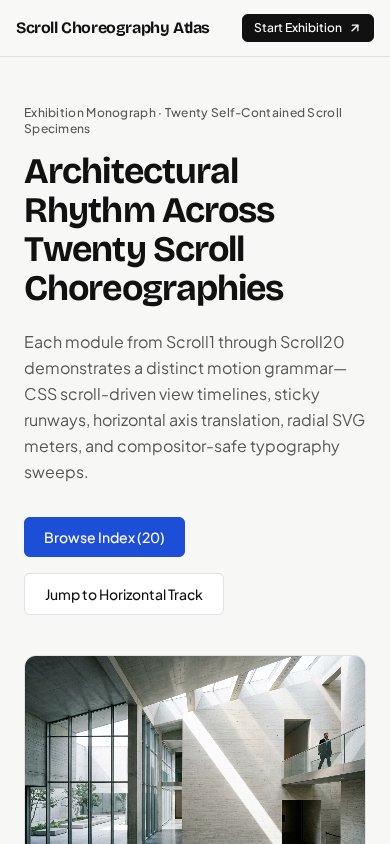 Scroll Choreography Atlas
Start Exhibition
Exhibition Monograph · Twenty Self-Contained Scroll
Specimens
Architectural
Rhythm Across
Twenty Scroll
Choreographies
Each module from Scroll1 through Scroll20
demonstrates a distinct motion grammar—
CSS scroll-driven view timelines, sticky
runways, horizontal axis translation, radial SVG
meters, and compositor-safe typography
sweeps.
Browse Index (20)
Jump to Horizontal Track